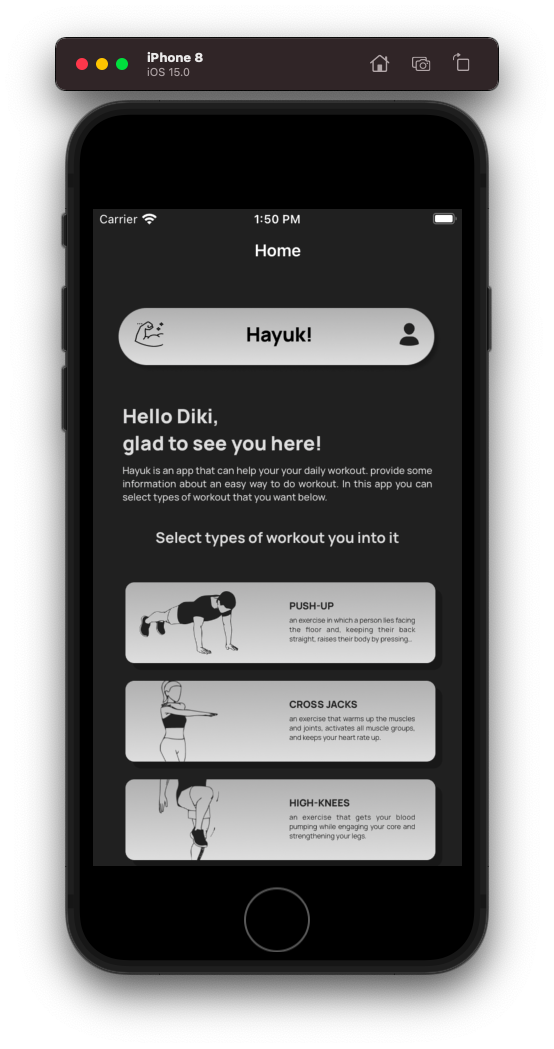 iPhone 8
iOS 15.0
Carrier 1:50 PM
Home
Hayuk!
Hello Diki,
glad to see you here!
Hayuk is an app that can help your your daily workout. provide some
information about an easy way to do workout. In this app you can
select types of workout that you want below.
Select types of workout you into it
PUSH-UP
an exercise in which a person lies facing
the floor and, keeping their back
straight, raises their body by pressing...
CROSS JACKS
an exercise that warms up the muscles
and joints, activates all muscle groups,
and keeps your heart rate up.
HIGH-KNEES
an exercise that gets your blood
pumping while engaging your core and
strengthening your legs.